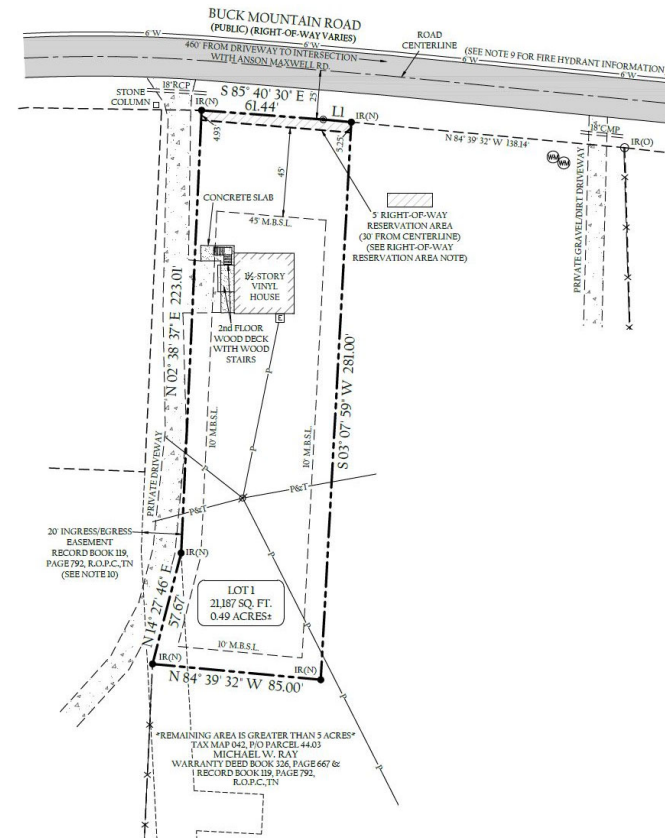 BUCK MOUNTAIN ROAD
(PUBLIC) (RIGHT-OF-WAY VARIES)
6"W
6"W
6"W
6"W
460' FROM DRIVEWAY TO INTERSECTION
WITH ANSON MAXWELL RD.
ROAD
CENTERLINE
(SEE NOTE 9 FOR FIRE HYDRANT INFORMATION
18"RCP
STONE
COLUMN
IR(N)
S 85° 40' 30" E
61.44'
25'
L1
IR(N)
4.93'
5.25'
N 84° 39' 32" W 138.14'
18"CMP
IR(O)
WM
WM
45'
CONCRETE SLAB
45' M.B.S.L.
5' RIGHT-OF-WAY
RESERVATION AREA
(30' FROM CENTERLINE)
(SEE RIGHT-OF-WAY
RESERVATION AREA NOTE)
PRIVATE GRAVEL/DIRT DRIVEWAY
1½-STORY
VINYL
HOUSE
E
2nd FLOOR
WOOD DECK
WITH WOOD
STAIRS
N 02° 38' 37" E 223.01'
S 03° 07' 59" W 281.00'
10' M.B.S.L.
10' M.B.S.L.
P
P
P&T
P&T
P
P
P
PRIVATE DRIVEWAY
20' INGRESS/EGRESS
EASEMENT
RECORD BOOK 119,
PAGE 792, R.O.P.C.,TN
(SEE NOTE 10)
IR(N)
N 14° 27' 46" E
57.67'
LOT 1
21,187 SQ. FT.
0.49 ACRES±
10' M.B.S.L.
IR(N)
IR(N)
N 84° 39' 32" W 85.00'
"REMAINING AREA IS GREATER THAN 5 ACRES"
TAX MAP 042, P/O PARCEL 44.03
MICHAEL W. RAY
WARRANTY DEED BOOK 326, PAGE 667 &
RECORD BOOK 119, PAGE 792,
R.O.P.C.,TN